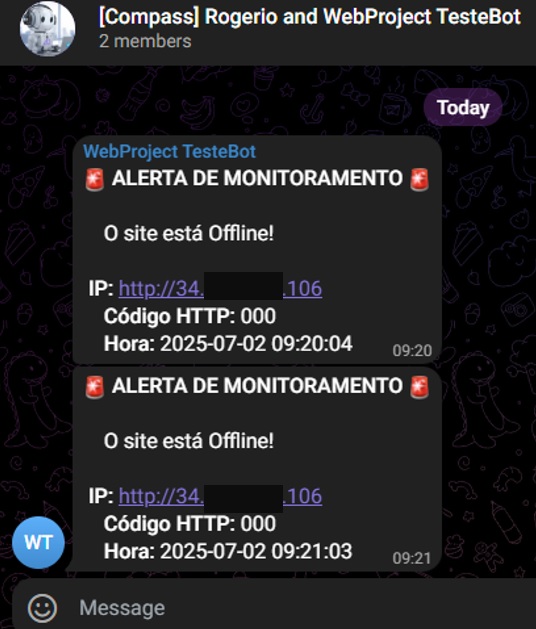 [Compass] Rogerio and WebProject TesteBot
2 members
Today
WebProject TesteBot
🚨 ALERTA DE MONITORAMENTO 🚨
O site está Offline!
IP: http://34. .106
Código HTTP: 000
Hora: 2025-07-02 09:20:04
09:20
🚨 ALERTA DE MONITORAMENTO 🚨
O site está Offline!
IP: http://34. .106
Código HTTP: 000
Hora: 2025-07-02 09:21:03
09:21
WT
Message